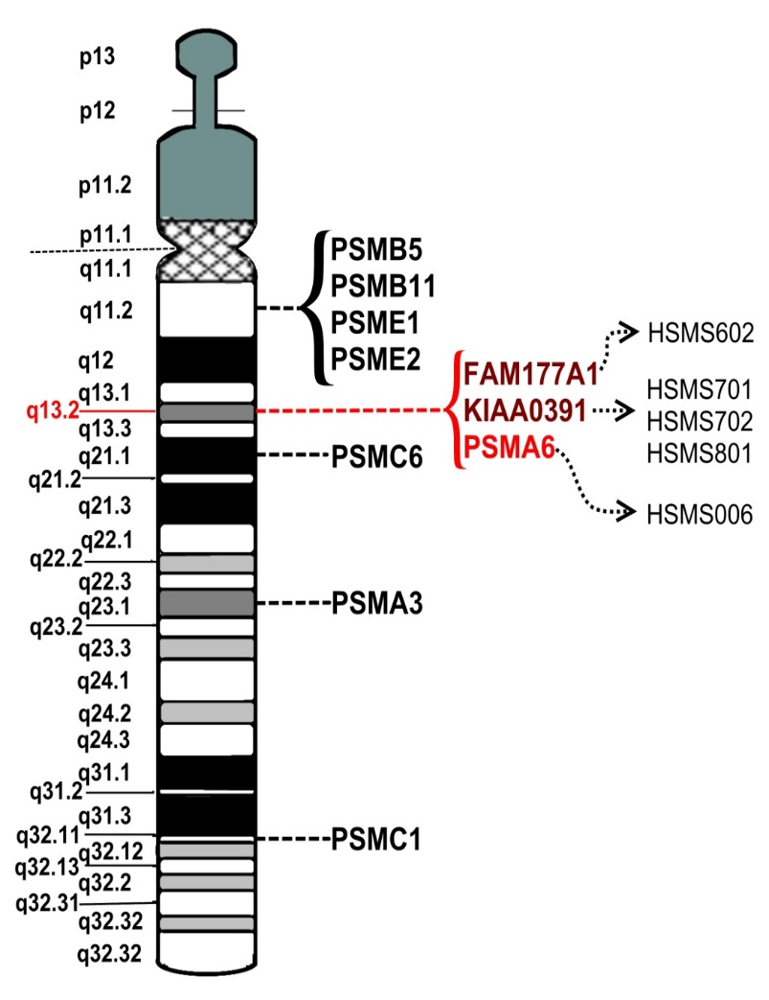 p13
p12
p11.2
p11.1
q11.1
q11.2
q12
q13.1
q13.2
q13.3
q21.1
q21.2
q21.3
q22.1
q22.2
q22.3
q23.1
q23.2
q23.3
q24.1
q24.2
q24.3
q31.1
q31.2
q31.3
q32.11
q32.12
q32.13
q32.2
q32.31
q32.32
q32.32
PSMB5
PSMB11
PSME1
PSME2
FAM177A1
KIAA0391
PSMA6
HSMS602
HSMS701
HSMS702
HSMS801
HSMS006
PSMC6
PSMA3
PSMC1